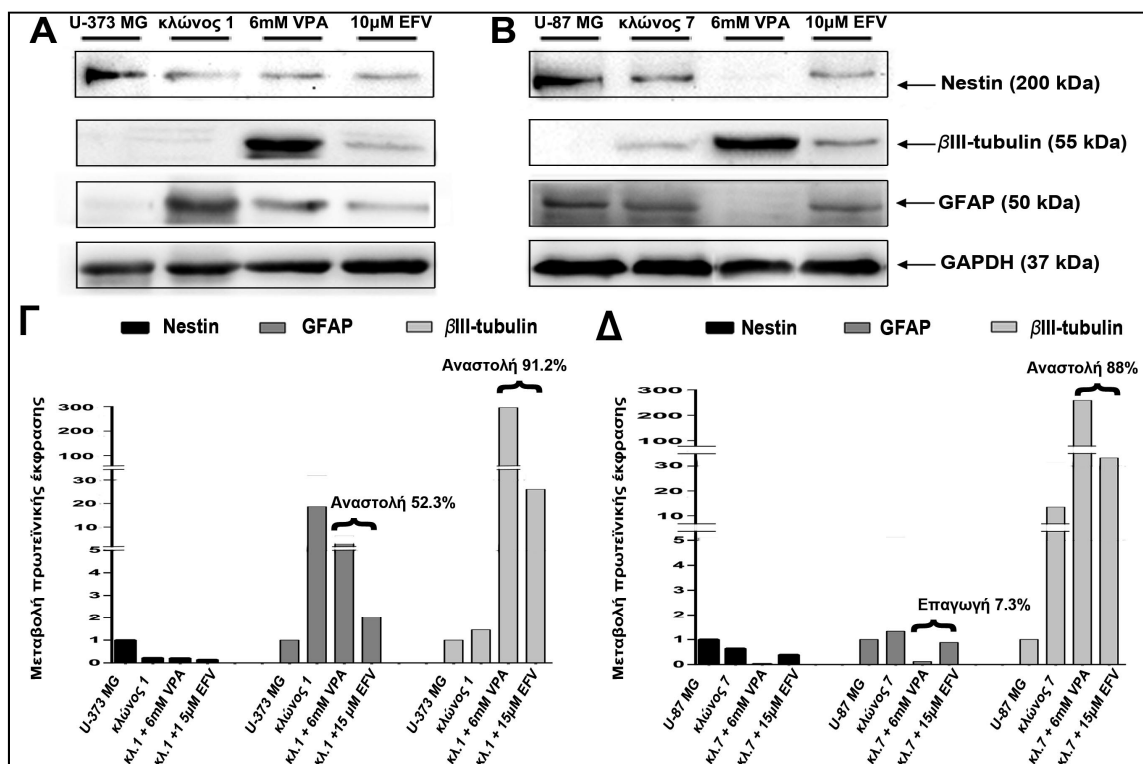 A
U-373 MG κλώνος 1 6mM VPA 10μM EFV
B
U-87 MG κλώνος 7 6mM VPA 10μM EFV
Nestin (200 kDa)
βIII-tubulin (55 kDa)
GFAP (50 kDa)
GAPDH (37 kDa)
Γ
Nestin GFAP βIII-tubulin
Μεταβολή πρωτεϊνικής έκφρασης
300
200
100
30
20
10
5
4
3
2
1
0
Αναστολή 52.3%
Αναστολή 91.2%
U-373 MG
κλώνος 1
κλ.1 + 6mM VPA
κλ.1 +1 5μM EFV
U-373 MG
κλώνος 1
κλ.1 + 6mM VPA
κλ.1 + 15 μM EFV
U-373 MG
κλώνος 1
κλ.1 + 6mM VPA
κλ.1 + 15μM EFV
Δ
Nestin GFAP βIII-tubulin
Μεταβολή πρωτεϊνικής έκφρασης
300
200
100
30
20
10
5
4
3
2
1
0
Επαγωγή 7.3%
Αναστολή 88%
U-87 MG
κλώνος 7
κλ.7 + 6mM VPA
κλ.7 + 15μM EFV
U-87 MG
κλώνος 7
κλ.7 + 6mM VPA
κλ.7 + 15μM EFV
U-87 MG
κλώνος 7
κλ.7 + 6mM VPA
κλ.7 + 15μM EFV